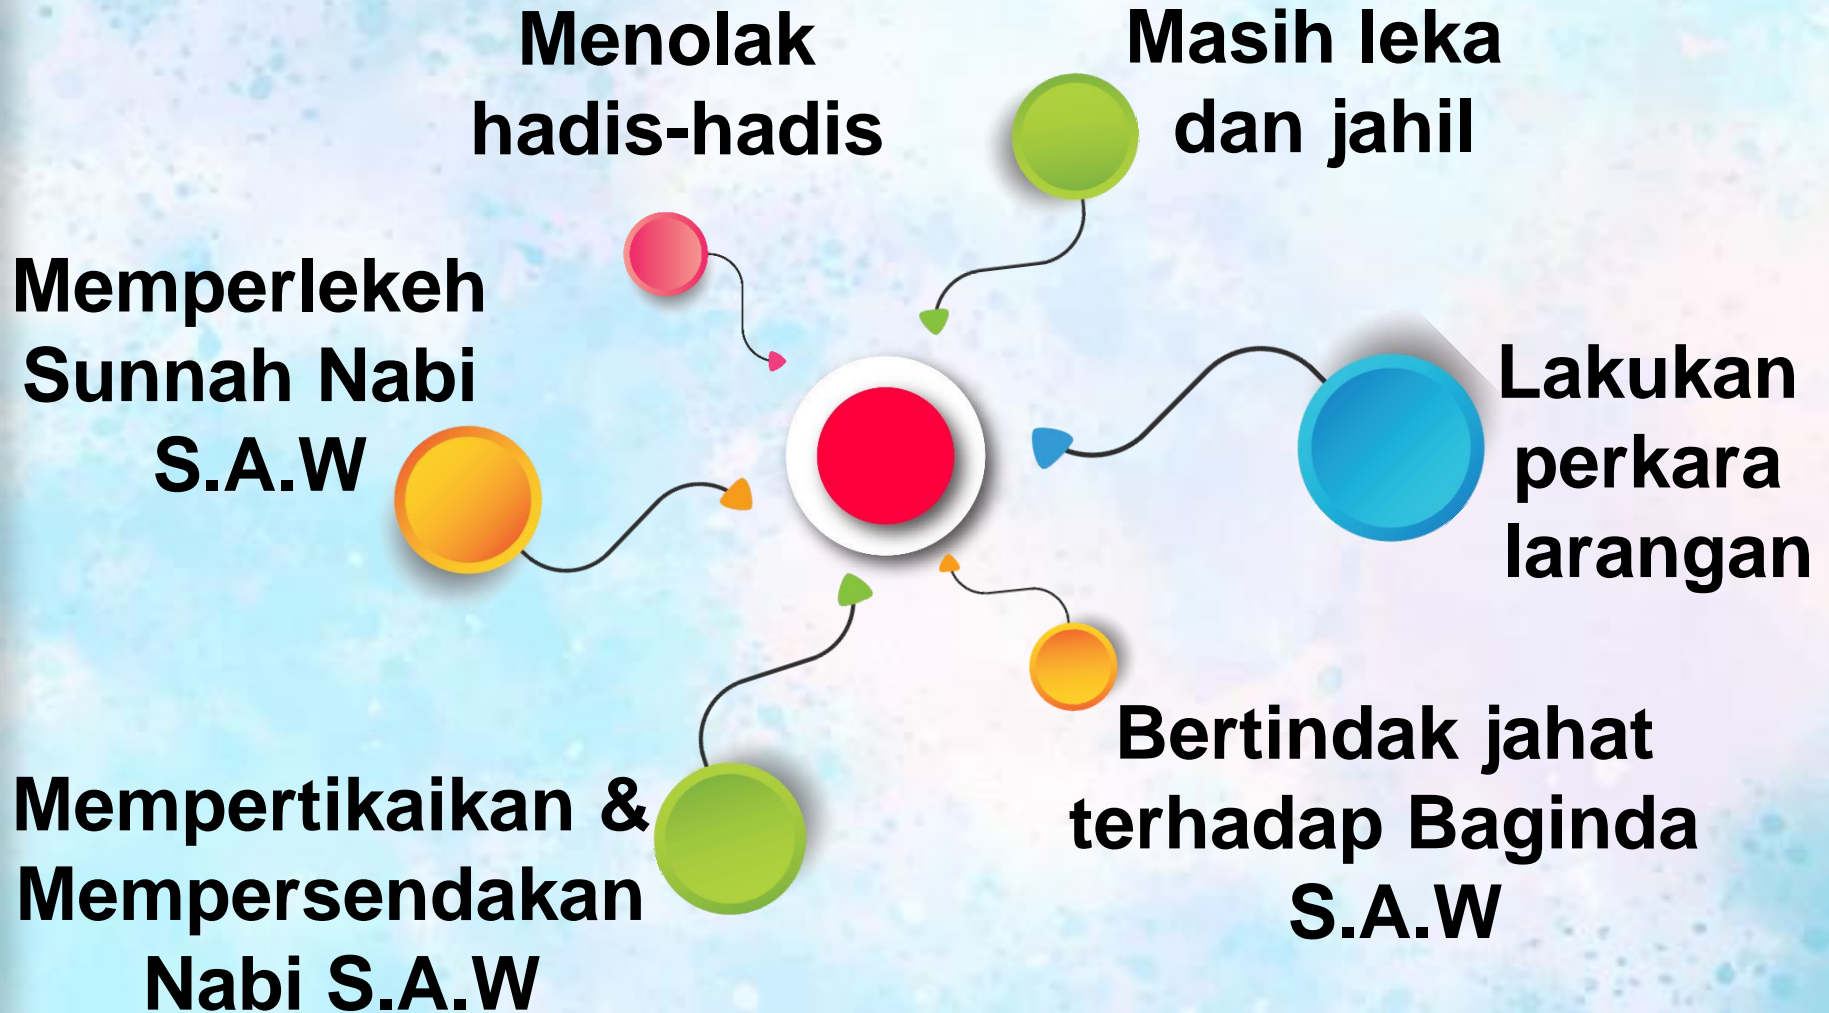 Menolak
hadis-hadis
Masih leka
dan jahil
Memperlekeh
Sunnah Nabi
S.A.W
Lakukan
perkara
larangan
Mempertikaikan &
Mempersendakan
Nabi S.A.W
Bertindak jahat
terhadap Baginda
S.A.W